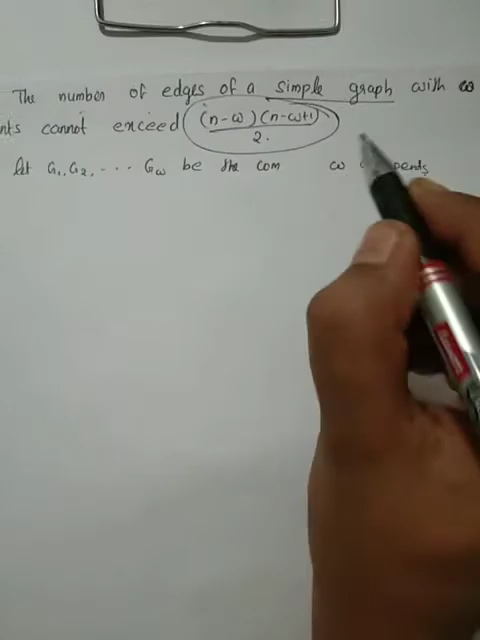 The number of edges of a simple graph with ω
nts cannot exceed (n-ω)(n-ω+1)/2.
let G1, G2, ... Gω be the com ω